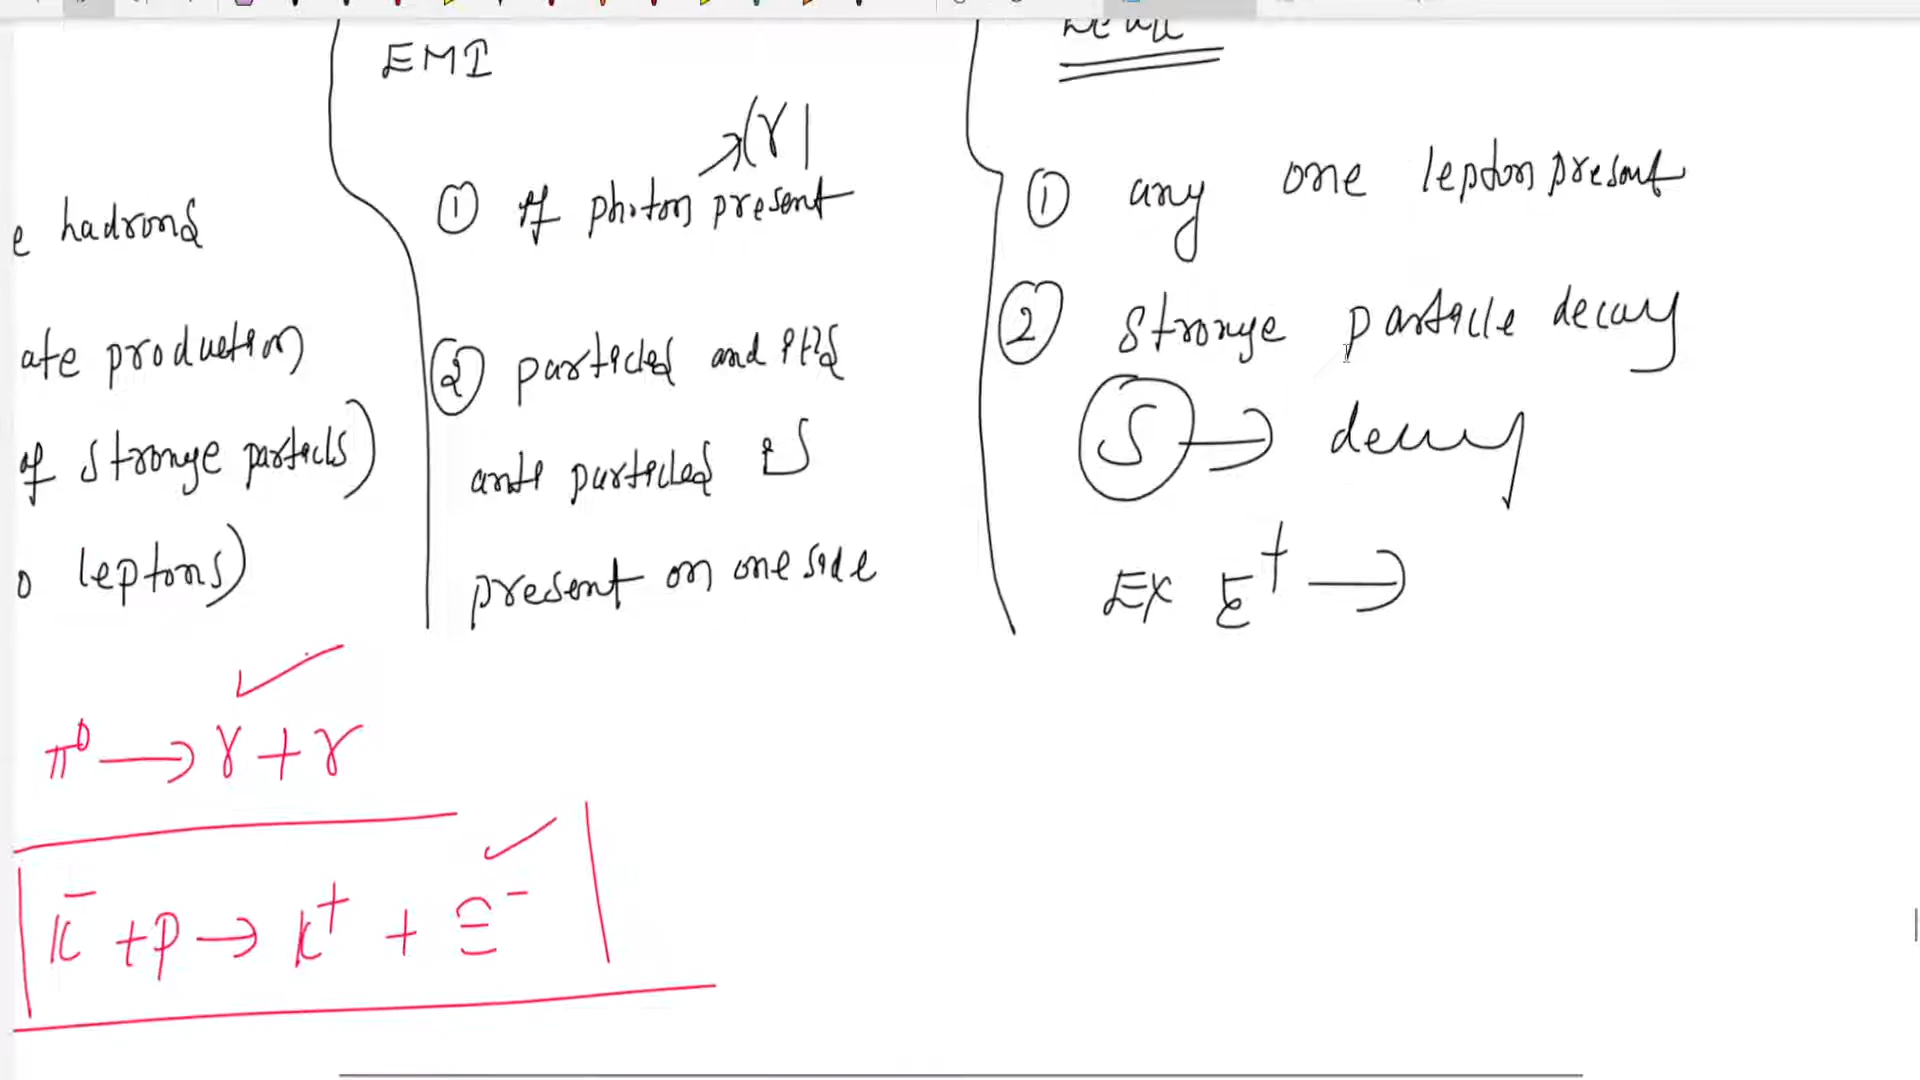 EMI
e hadrons
ate production
of strange particls)
o leptons)
(γ|
① If photon present
② particles and its
anti particles is
present on one side
① any one lepton present
② Strange particle decay
S → decay
Ex Σ⁺ →
π⁰ → γ + γ
K⁻ + p → K⁺ + Ξ⁻